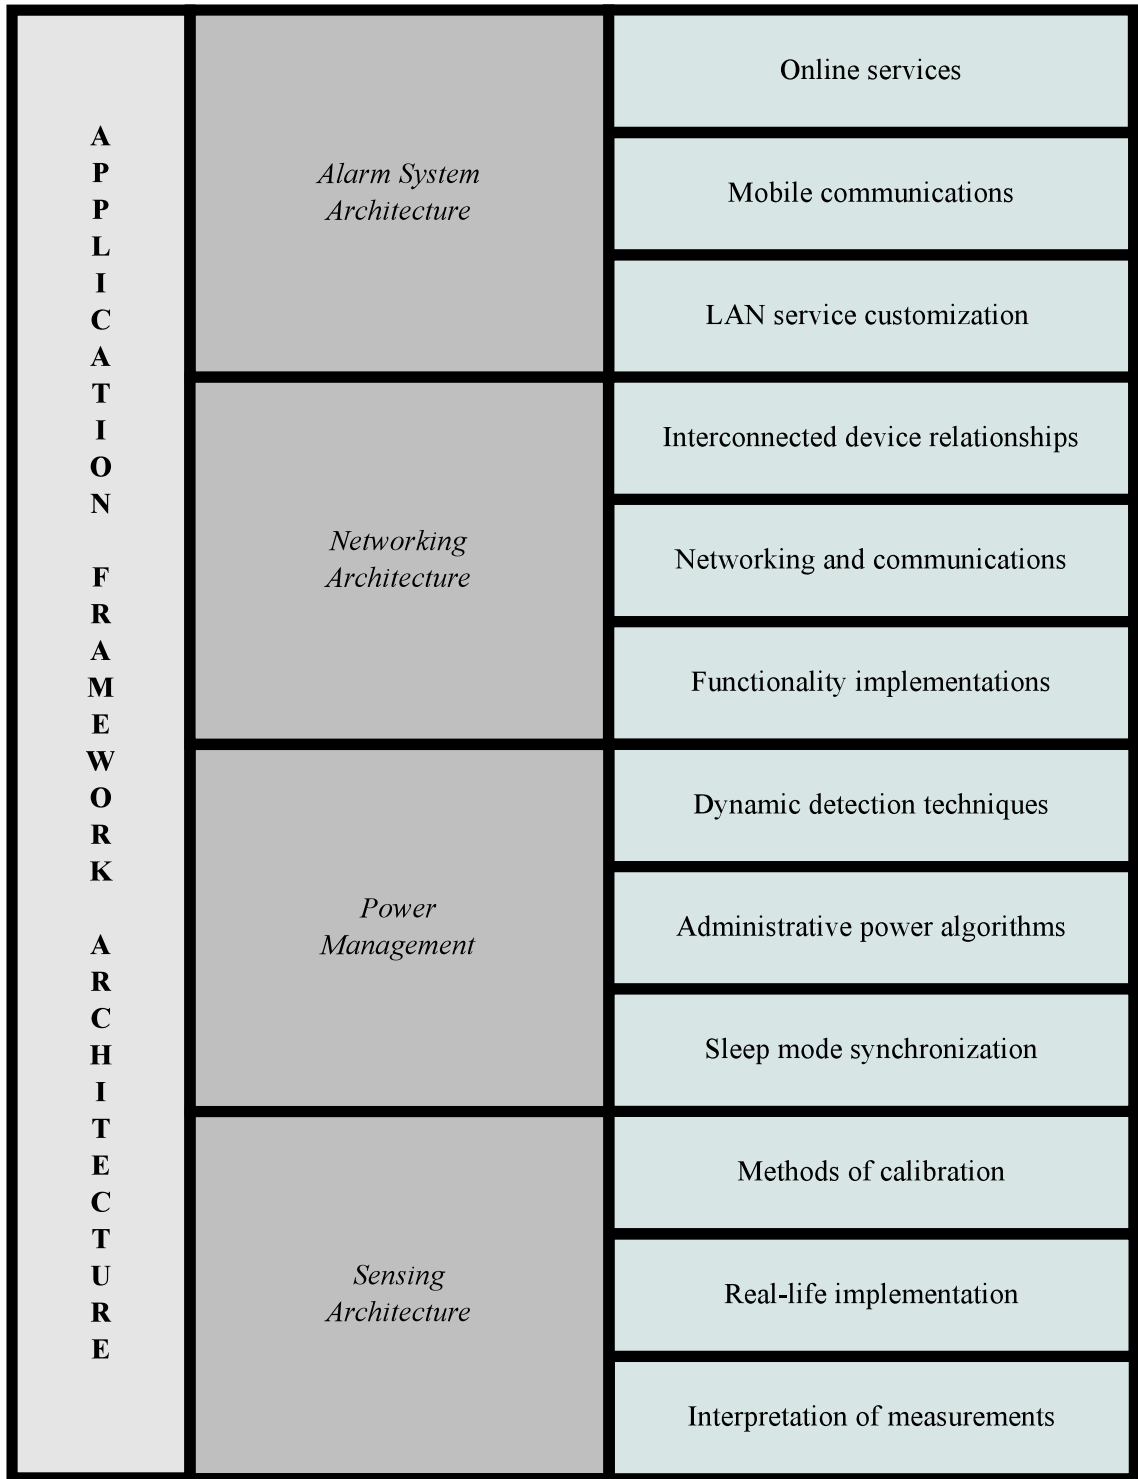 APPLICATION FRAMEWORK ARCHITECTURE
Alarm System
Architecture
Online services
Mobile communications
LAN service customization
Networking
Architecture
Interconnected device relationships
Networking and communications
Functionality implementations
Power
Management
Dynamic detection techniques
Administrative power algorithms
Sleep mode synchronization
Sensing
Architecture
Methods of calibration
Real-life implementation
Interpretation of measurements